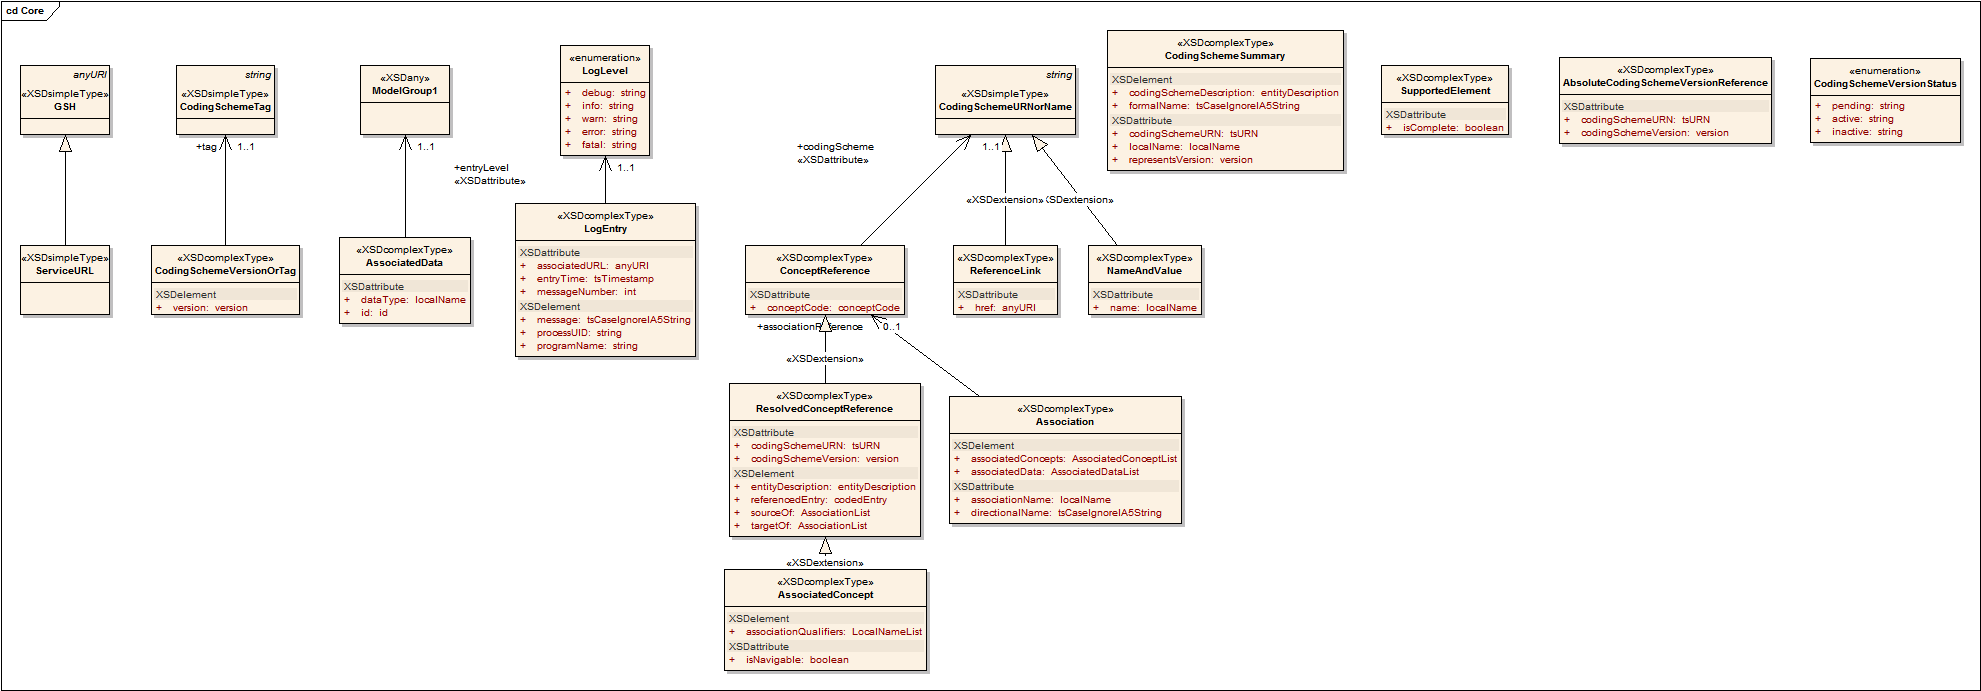 cd Core
anyURI
«XSDsimpleType»
GSH
«XSDsimpleType»
ServiceURL
string
«XSDsimpleType»
CodingSchemeTag
+tag
1..1
«XSDcomplexType»
CodingSchemeVersionOrTag
XSDelement
+ version: version
«XSDany»
ModelGroup1
1..1
«XSDcomplexType»
AssociatedData
XSDattribute
+ dataType: localName
+ id: id
«enumeration»
LogLevel
+ debug: string
+ info: string
+ warn: string
+ error: string
+ fatal: string
+entryLevel
«XSDattribute»
1..1
«XSDcomplexType»
LogEntry
XSDattribute
+ associatedURL: anyURI
+ entryTime: tsTimestamp
+ messageNumber: int
XSDelement
+ message: tsCaseIgnoreIA5String
+ processUID: string
+ programName: string
string
«XSDsimpleType»
CodingSchemeURNorName
+codingScheme
«XSDattribute»
1..1
«XSDextension»
«XSDextension»
«XSDcomplexType»
ConceptReference
XSDattribute
+ conceptCode: conceptCode
«XSDcomplexType»
ReferenceLink
XSDattribute
+ href: anyURI
«XSDcomplexType»
NameAndValue
XSDattribute
+ name: localName
+associationReference
0..1
«XSDextension»
«XSDcomplexType»
ResolvedConceptReference
XSDattribute
+ codingSchemeURN: tsURN
+ codingSchemeVersion: version
XSDelement
+ entityDescription: entityDescription
+ referencedEntry: codedEntry
+ sourceOf: AssociationList
+ targetOf: AssociationList
«XSDcomplexType»
Association
XSDelement
+ associatedConcepts: AssociatedConceptList
+ associatedData: AssociatedDataList
XSDattribute
+ associationName: localName
+ directionalName: tsCaseIgnoreIA5String
«XSDextension»
«XSDcomplexType»
AssociatedConcept
XSDelement
+ associationQualifiers: LocalNameList
XSDattribute
+ isNavigable: boolean
«XSDcomplexType»
CodingSchemeSummary
XSDelement
+ codingSchemeDescription: entityDescription
+ formalName: tsCaseIgnoreIA5String
XSDattribute
+ codingSchemeURN: tsURN
+ localName: localName
+ representsVersion: version
«XSDcomplexType»
SupportedElement
XSDattribute
+ isComplete: boolean
«XSDcomplexType»
AbsoluteCodingSchemeVersionReference
XSDattribute
+ codingSchemeURN: tsURN
+ codingSchemeVersion: version
«enumeration»
CodingSchemeVersionStatus
+ pending: string
+ active: string
+ inactive: string